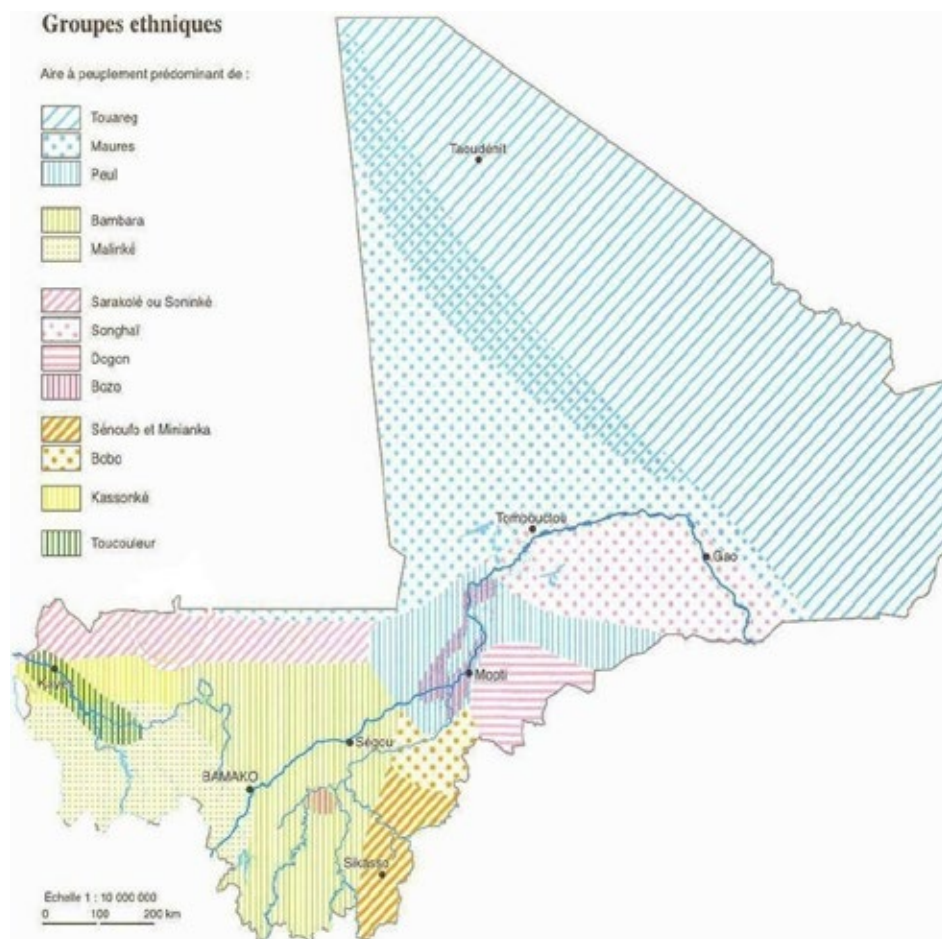 Groupes ethniques
Aire à peuplement prédominant de :
Touareg
Maures
Peul
Bambara
Malinké
Sarakolé ou Soninké
Songhaï
Dogon
Bozo
Sénoufo et Minianka
Bobo
Kassonké
Toucouleur
Échelle 1 : 10 000 000
0 100 200 km
Taoudénit
Tombouctou
Gao
Mopti
Kayes
Ségou
BAMAKO
Sikasso